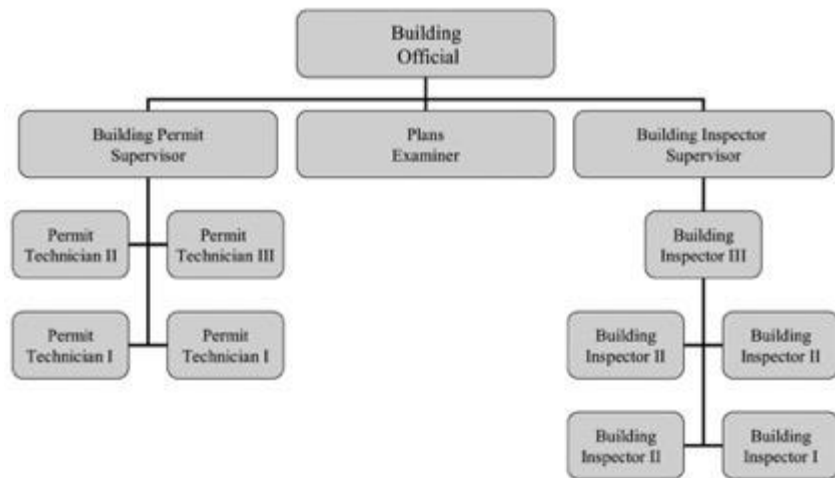 Building
Official
Building Permit
Supervisor
Plans
Examiner
Building Inspector
Supervisor
Permit
Technician II
Permit
Technician III
Building
Inspector III
Permit
Technician I
Permit
Technician I
Building
Inspector II
Building
Inspector II
Building
Inspector II
Building
Inspector I